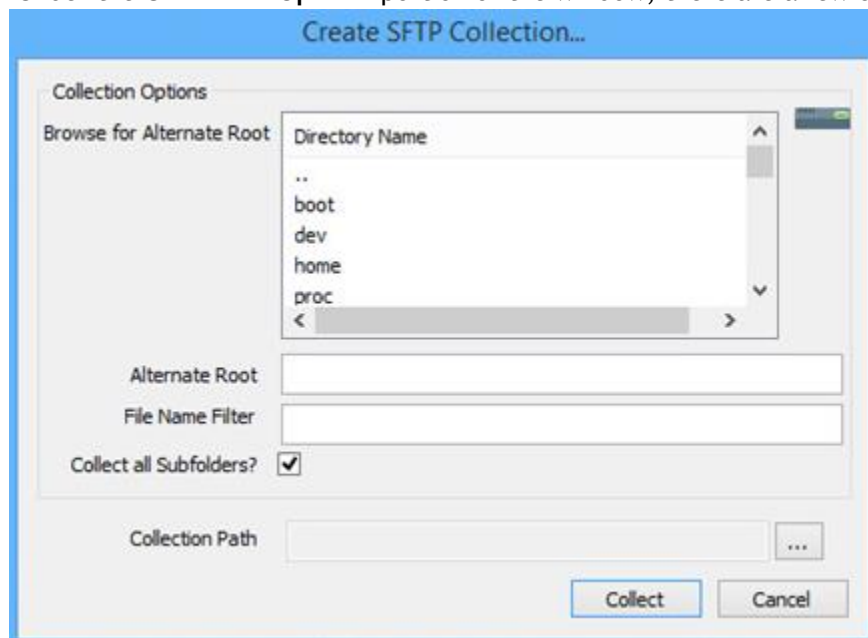 Create SFTP Collection...
Collection Options
Browse for Alternate Root
Directory Name
..
boot
dev
home
proc
Alternate Root
File Name Filter
Collect all Subfolders?
Collection Path
...
Collect
Cancel